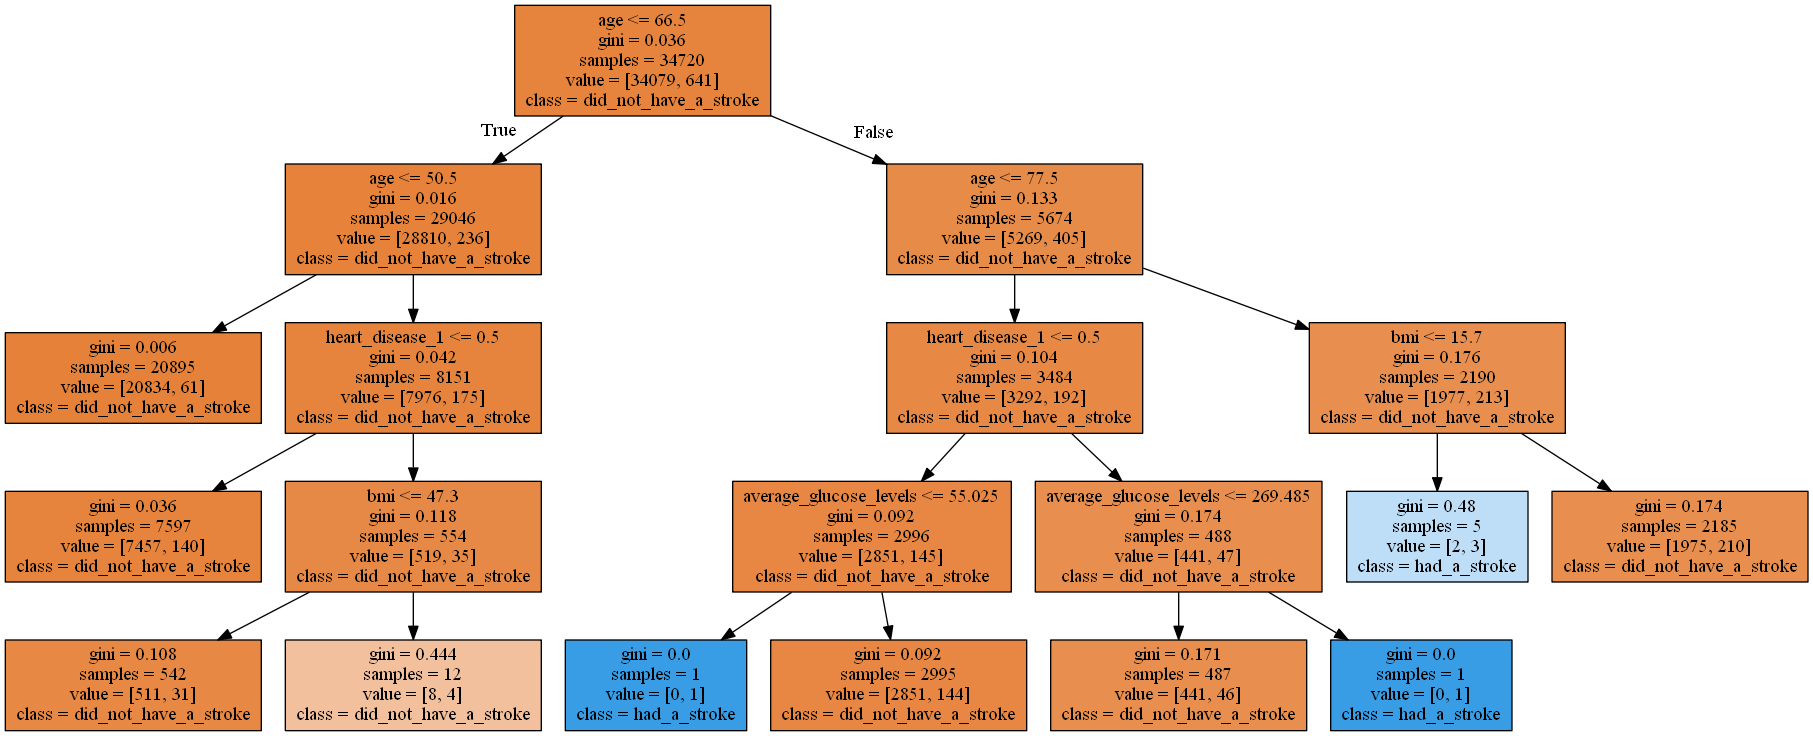 age <= 66.5
gini = 0.036
samples = 34720
value = [34079, 641]
class = did_not_have_a_stroke
True
False
age <= 50.5
gini = 0.016
samples = 29046
value = [28810, 236]
class = did_not_have_a_stroke
age <= 77.5
gini = 0.133
samples = 5674
value = [5269, 405]
class = did_not_have_a_stroke
gini = 0.006
samples = 20895
value = [20834, 61]
class = did_not_have_a_stroke
heart_disease_1 <= 0.5
gini = 0.042
samples = 8151
value = [7976, 175]
class = did_not_have_a_stroke
heart_disease_1 <= 0.5
gini = 0.104
samples = 3484
value = [3292, 192]
class = did_not_have_a_stroke
bmi <= 15.7
gini = 0.176
samples = 2190
value = [1977, 213]
class = did_not_have_a_stroke
gini = 0.036
samples = 7597
value = [7457, 140]
class = did_not_have_a_stroke
bmi <= 47.3
gini = 0.118
samples = 554
value = [519, 35]
class = did_not_have_a_stroke
average_glucose_levels <= 55.025
gini = 0.092
samples = 2996
value = [2851, 145]
class = did_not_have_a_stroke
average_glucose_levels <= 269.485
gini = 0.174
samples = 488
value = [441, 47]
class = did_not_have_a_stroke
gini = 0.48
samples = 5
value = [2, 3]
class = had_a_stroke
gini = 0.174
samples = 2185
value = [1975, 210]
class = did_not_have_a_stroke
gini = 0.108
samples = 542
value = [511, 31]
class = did_not_have_a_stroke
gini = 0.444
samples = 12
value = [8, 4]
class = did_not_have_a_stroke
gini = 0.0
samples = 1
value = [0, 1]
class = had_a_stroke
gini = 0.092
samples = 2995
value = [2851, 144]
class = did_not_have_a_stroke
gini = 0.171
samples = 487
value = [441, 46]
class = did_not_have_a_stroke
gini = 0.0
samples = 1
value = [0, 1]
class = had_a_stroke